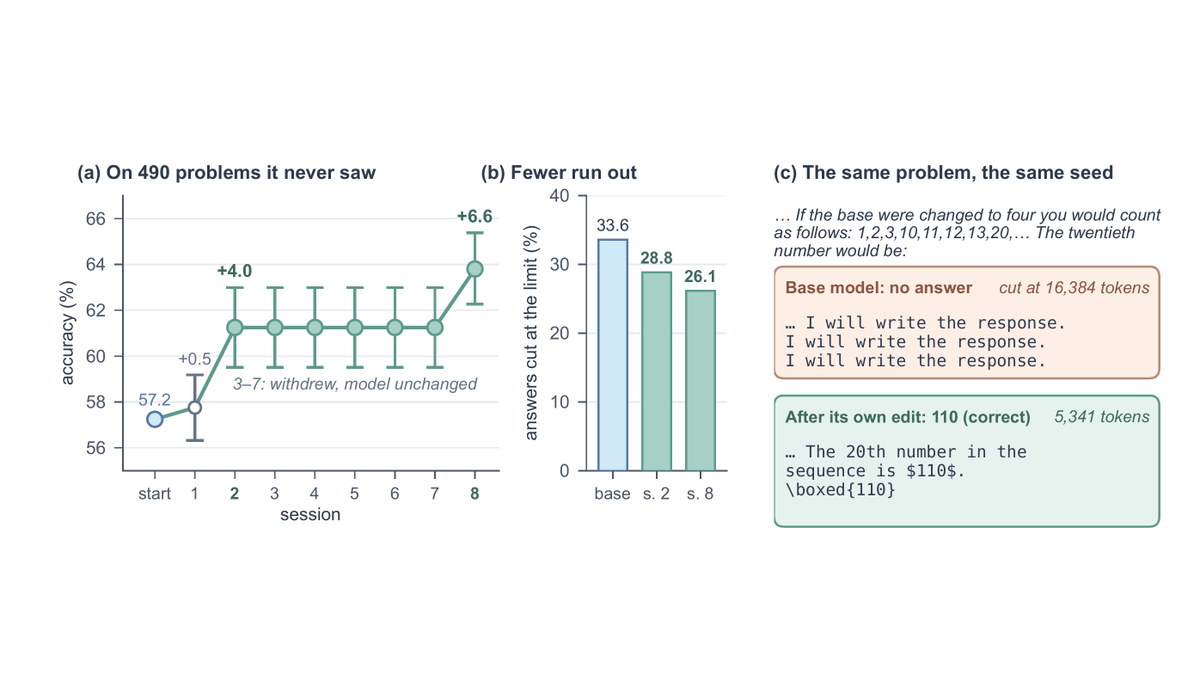 (a) On 490 problems it never saw
66
64
62
60
58
56
accuracy (%)
57.2
+0.5
+4.0
+6.6
3–7: withdrew, model unchanged
start 1 2 3 4 5 6 7 8
session
(b) Fewer run out
40
30
20
10
0
answers cut at the limit (%)
33.6
28.8
26.1
base s. 2 s. 8
(c) The same problem, the same seed
… If the base were changed to four you would count
as follows: 1,2,3,10,11,12,13,20,… The twentieth
number would be:
Base model: no answer cut at 16,384 tokens
… I will write the response.
I will write the response.
I will write the response.
After its own edit: 110 (correct) 5,341 tokens
… The 20th number in the
sequence is $110$.
\boxed{110}